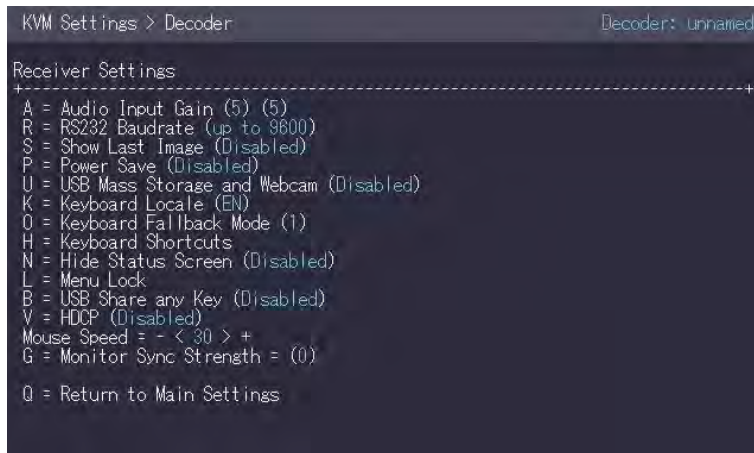 KVM Settings > Decoder
Decoder: unnamed
Receiver Settings
+------------------------------------------------------------------------------+
A = Audio Input Gain (5) (5)
R = RS232 Baudrate (up to 9600)
S = Show Last Image (Disabled)
P = Power Save (Disabled)
U = USB Mass Storage and Webcam (Disabled)
K = Keyboard Locale (EN)
O = Keyboard Fallback Mode (1)
H = Keyboard Shortcuts
N = Hide Status Screen (Disabled)
L = Menu Lock
B = USB Share any Key (Disabled)
V = HDCP (Disabled)
Mouse Speed = - < 30 > +
G = Monitor Sync Strength = (0)
Q = Return to Main Settings